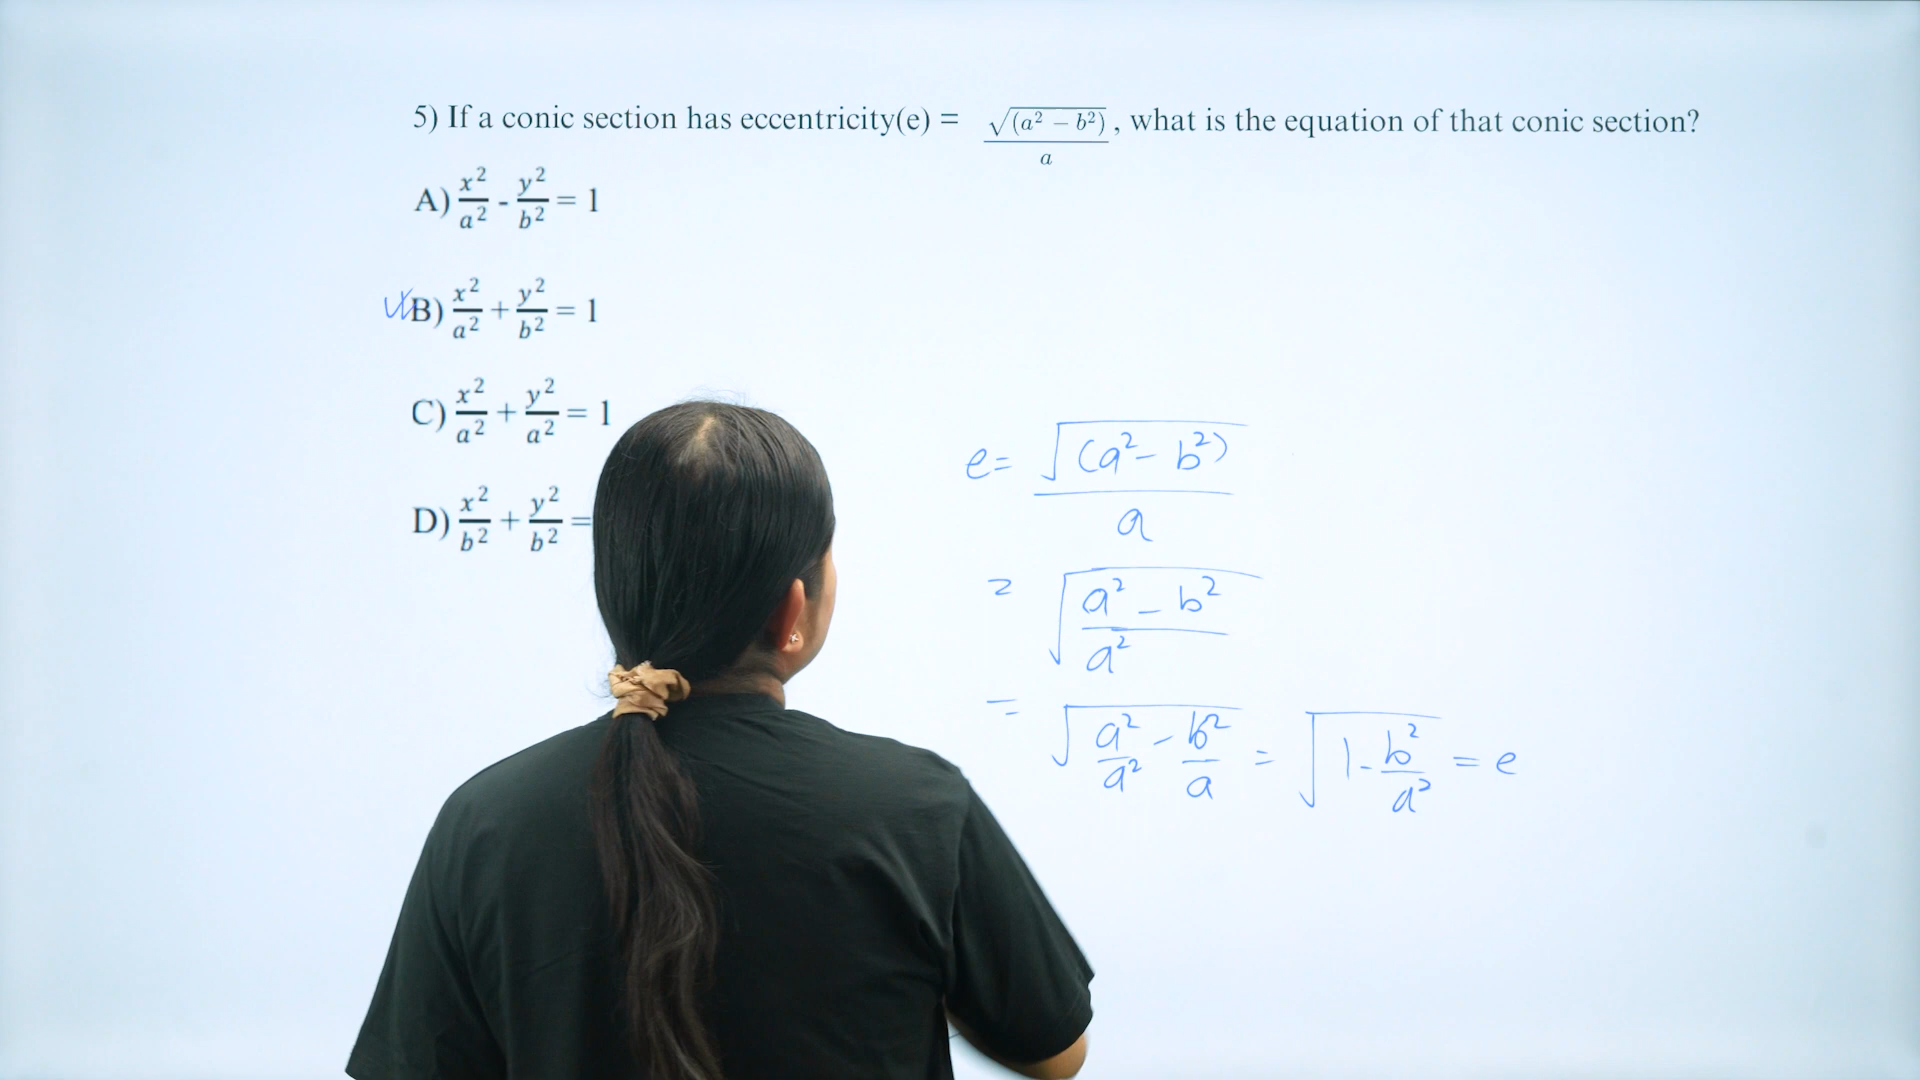 5) If a conic section has eccentricity(e) = √(a² − b²)/a, what is the equation of that conic section?
A) x²/a² - y²/b² = 1
B) x²/a² + y²/b² = 1
C) x²/a² + y²/a² = 1
D) x²/b² + y²/b² =
e= √(a²- b²)/a
= √(a² - b²/a²)
= √(a²/a² - b²/a) = √(1 - b²/a²) = e